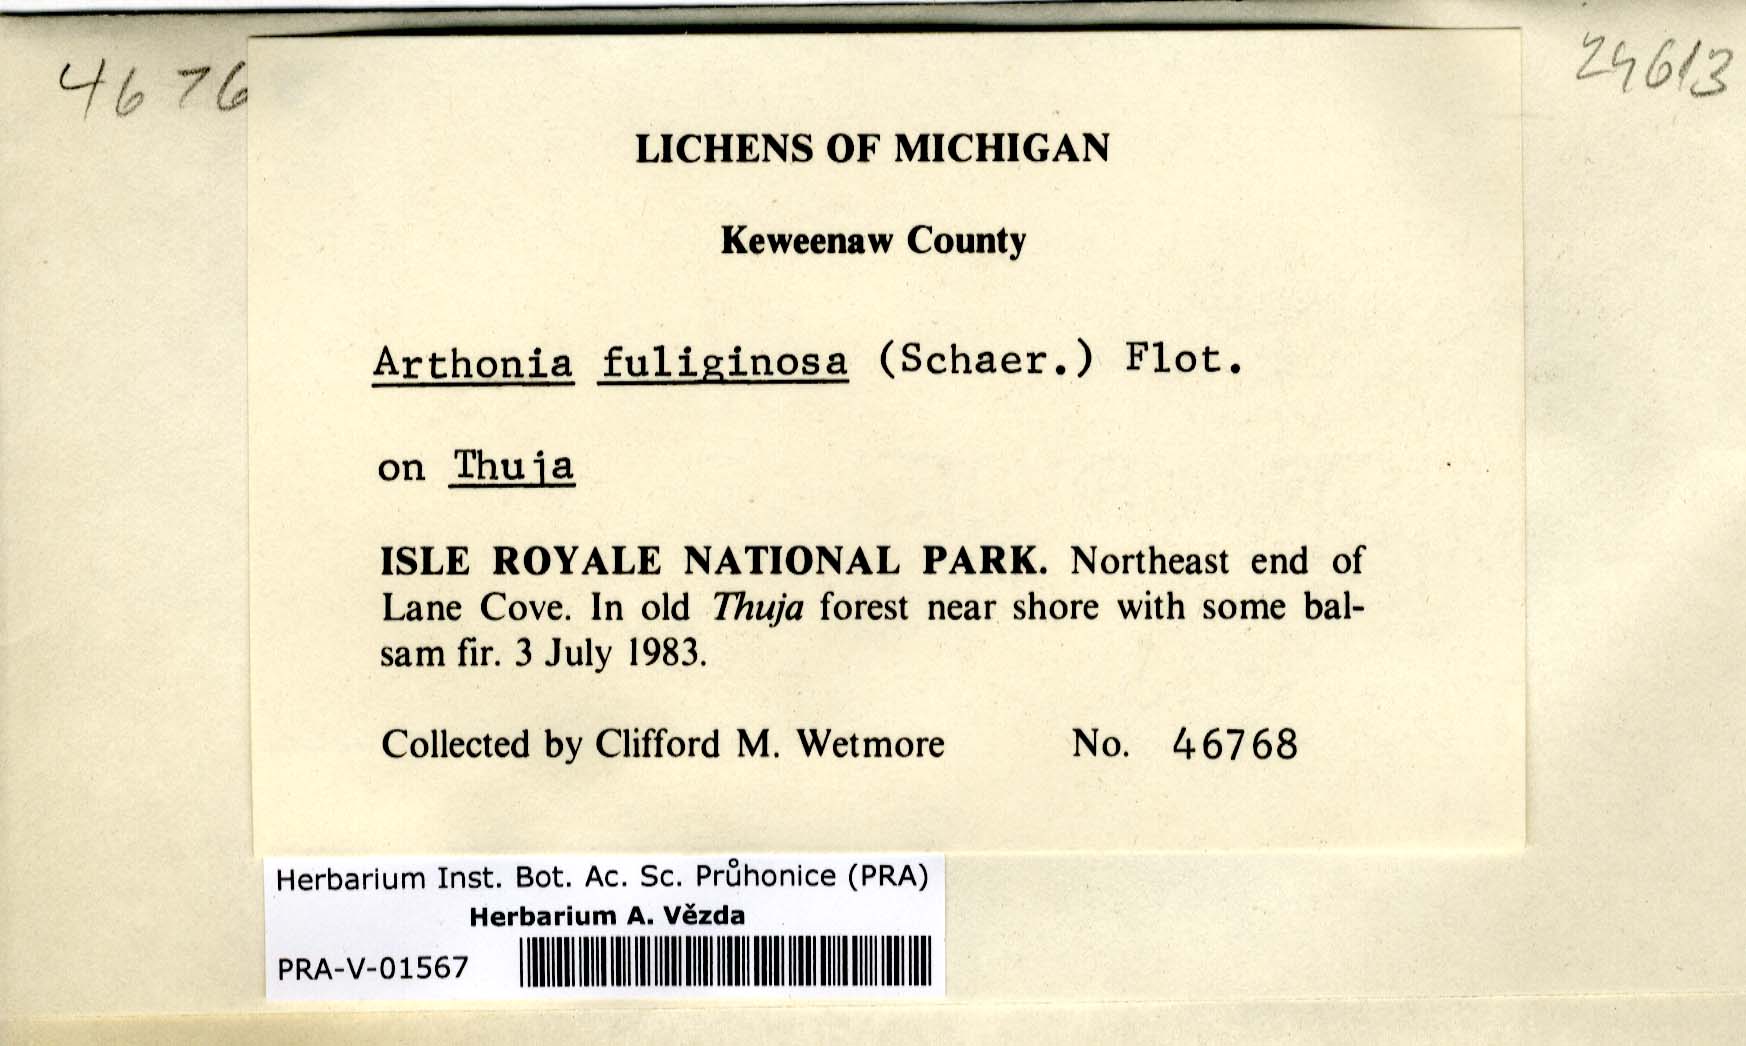 4676
24613
LICHENS OF MICHIGAN
Keweenaw County
Arthonia fuliginosa (Schaer.) Flot.
on Thuja
ISLE ROYALE NATIONAL PARK. Northeast end of
Lane Cove. In old Thuja forest near shore with some bal-
sam fir. 3 July 1983.
Collected by Clifford M. Wetmore No. 46768
Herbarium Inst. Bot. Ac. Sc. Průhonice (PRA)
Herbarium A. Vězda
PRA-V-01567